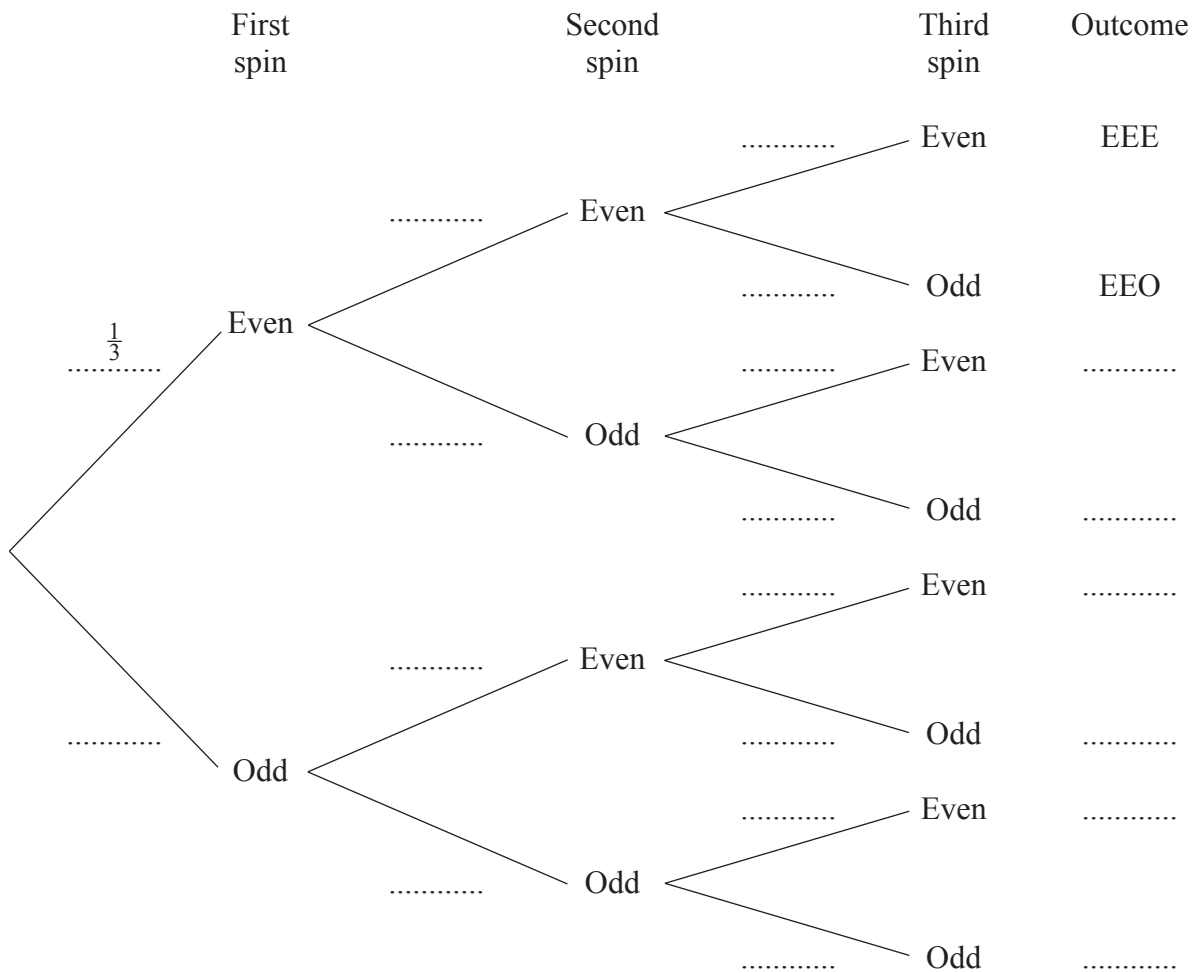 First Second Third Outcome
spin spin spin
............ Even EEE
............ Even
............ Odd EEO
Even
1/3
............ ............ Even ............
............ Odd
............ Odd ............
............ Even ............
............ Even
............ ............ Odd ............
Odd
............ Even ............
............ Odd
............ Odd ............